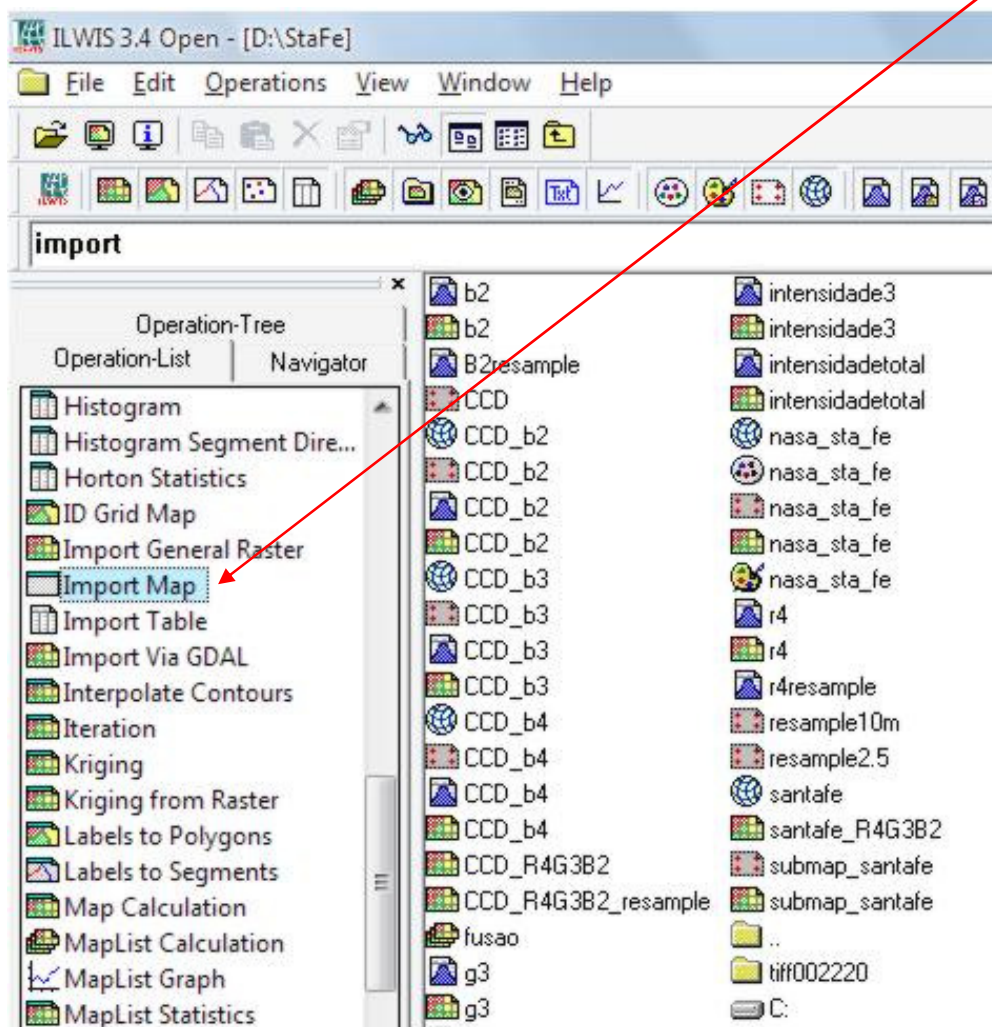 ILWIS 3.4 Open - [D:\StaFe]
File Edit Operations View Window Help
ILWIS
Txt
import
Operation-Tree
Operation-List Navigator
Histogram
Histogram Segment Dire...
Horton Statistics
ID Grid Map
Import General Raster
Import Map
Import Table
Import Via GDAL
Interpolate Contours
Iteration
Kriging
Kriging from Raster
Labels to Polygons
Labels to Segments
Map Calculation
MapList Calculation
MapList Graph
MapList Statistics
b2
b2
B2resample
CCD
CCD_b2
CCD_b2
CCD_b2
CCD_b2
CCD_b3
CCD_b3
CCD_b3
CCD_b3
CCD_b4
CCD_b4
CCD_b4
CCD_b4
CCD_R4G3B2
CCD_R4G3B2_resample
fusao
g3
g3
intensidade3
intensidade3
intensidadetotal
intensidadetotal
nasa_sta_fe
nasa_sta_fe
nasa_sta_fe
nasa_sta_fe
nasa_sta_fe
r4
r4
r4resample
resample10m
resample2.5
santafe
santafe_R4G3B2
submap_santafe
submap_santafe
..
tiff002220
C: